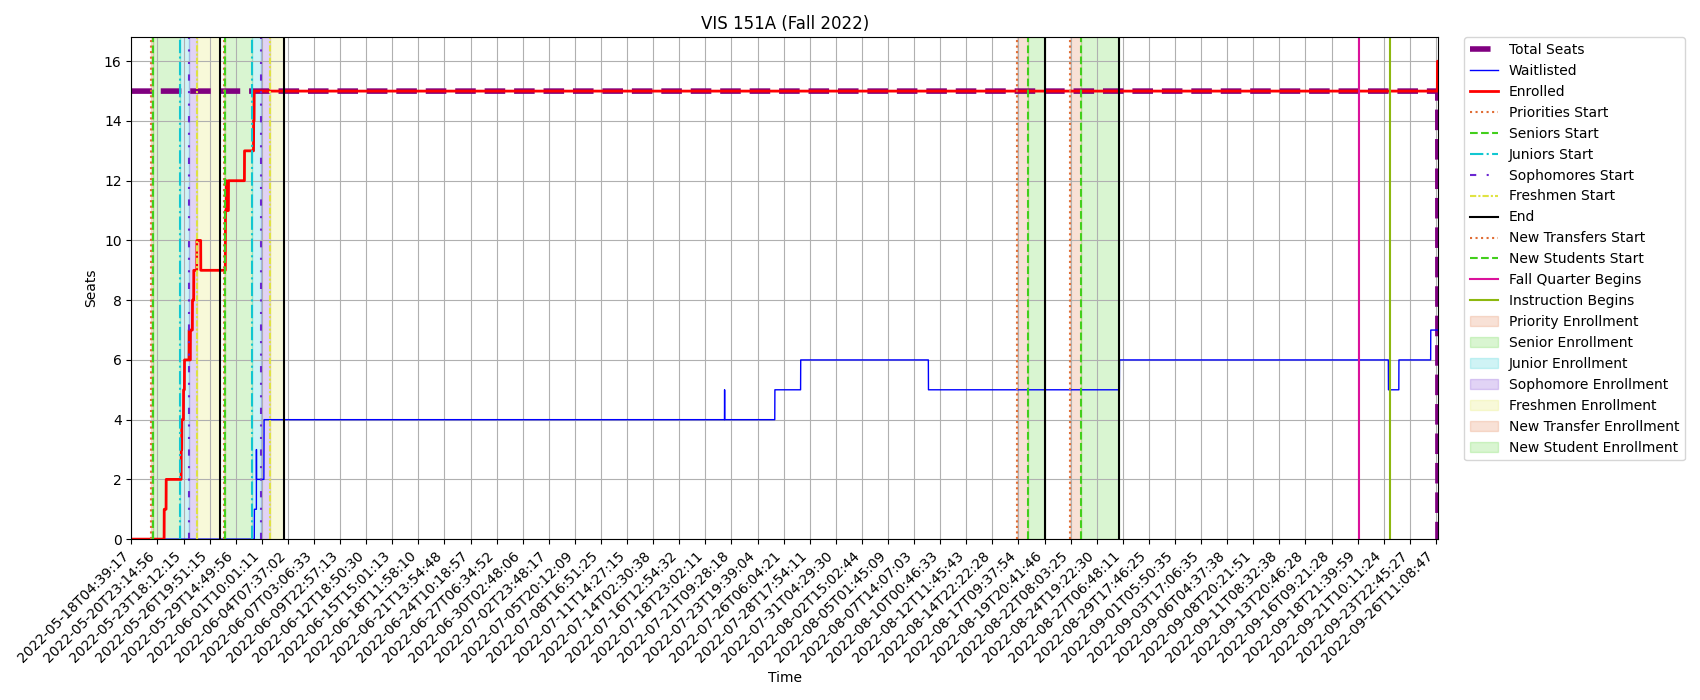 VIS 151A (Fall 2022)
Seats
16
14
12
10
8
6
4
2
0
2022-05-18T04:39:17
2022-05-20T23:14:56
2022-05-23T18:12:15
2022-05-26T19:51:15
2022-05-29T14:49:56
2022-06-01T10:01:11
2022-06-04T07:37:02
2022-06-07T03:06:33
2022-06-09T22:57:13
2022-06-12T18:50:30
2022-06-15T15:01:13
2022-06-18T11:58:10
2022-06-21T13:54:48
2022-06-24T10:18:57
2022-06-27T06:34:52
2022-06-30T02:48:06
2022-07-02T23:48:17
2022-07-05T20:12:09
2022-07-08T16:51:25
2022-07-11T14:27:15
2022-07-14T02:30:38
2022-07-16T12:54:32
2022-07-18T23:02:11
2022-07-21T09:28:18
2022-07-23T19:39:04
2022-07-26T06:04:21
2022-07-28T17:54:11
2022-07-31T04:29:30
2022-08-02T15:02:44
2022-08-05T01:45:09
2022-08-07T14:07:03
2022-08-10T00:46:33
2022-08-12T11:45:43
2022-08-14T22:22:28
2022-08-17T09:37:54
2022-08-19T20:41:46
2022-08-22T08:03:25
2022-08-24T19:22:30
2022-08-27T06:48:11
2022-08-29T17:46:25
2022-09-01T05:50:35
2022-09-03T17:06:35
2022-09-06T04:37:38
2022-09-08T20:21:51
2022-09-11T08:32:38
2022-09-13T20:46:28
2022-09-16T09:21:28
2022-09-18T21:39:59
2022-09-21T10:11:24
2022-09-23T22:45:27
2022-09-26T11:08:47
Time
Total Seats
Waitlisted
Enrolled
Priorities Start
Seniors Start
Juniors Start
Sophomores Start
Freshmen Start
End
New Transfers Start
New Students Start
Fall Quarter Begins
Instruction Begins
Priority Enrollment
Senior Enrollment
Junior Enrollment
Sophomore Enrollment
Freshmen Enrollment
New Transfer Enrollment
New Student Enrollment